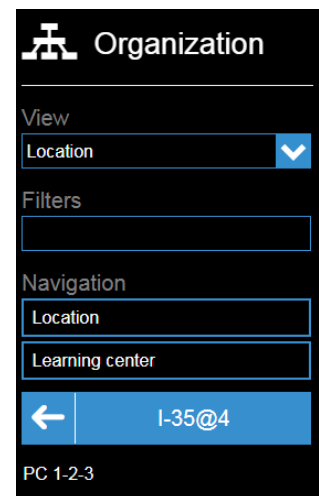 Organization
View
Location
Filters
Navigation
Location
Learning center
I-35@4
PC 1-2-3